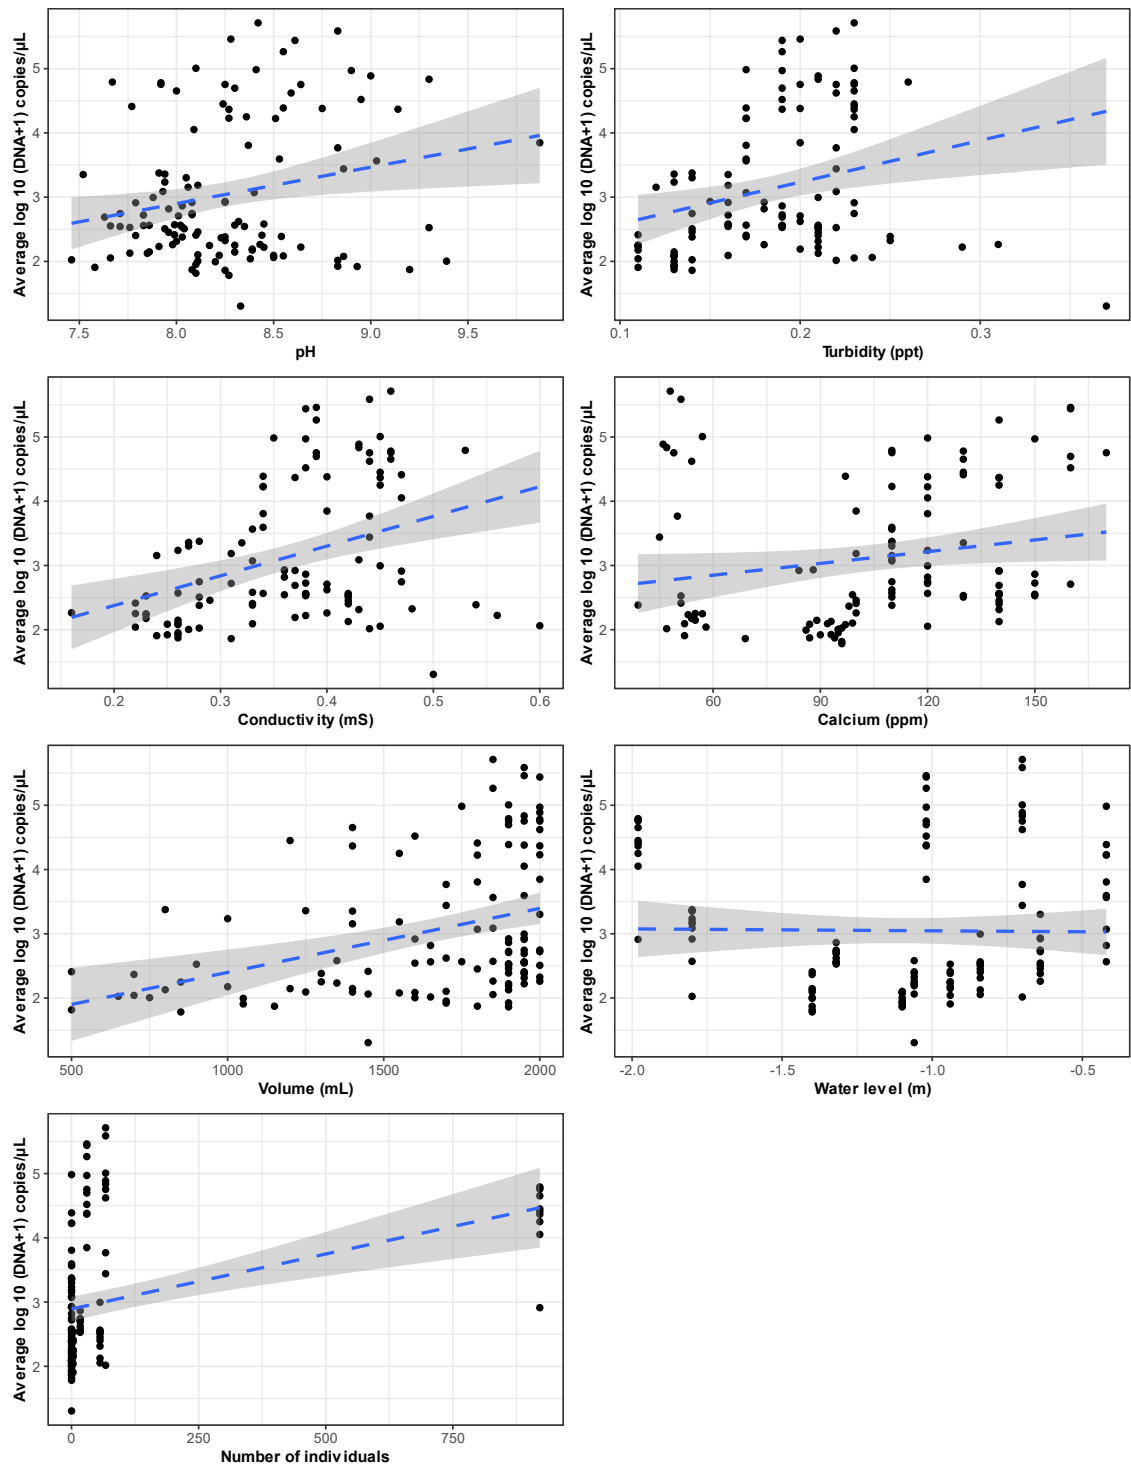 Average log 10 (DNA+1) copies/µL
5
4
3
2
7.5 8.0 8.5 9.0 9.5
pH
Average log 10 (DNA+1) copies/µL
5
4
3
2
0.1 0.2 0.3
Turbidity (ppt)
Average log 10 (DNA+1) copies/µL
5
4
3
2
0.2 0.3 0.4 0.5 0.6
Conductivity (mS)
Average log 10 (DNA+1) copies/µL
5
4
3
2
60 90 120 150
Calcium (ppm)
Average log 10 (DNA+1) copies/µL
5
4
3
2
500 1000 1500 2000
Volume (mL)
Average log 10 (DNA+1) copies/µL
5
4
3
2
-2.0 -1.5 -1.0 -0.5
Water level (m)
Average log 10 (DNA+1) copies/µL
5
4
3
2
0 250 500 750
Number of individuals